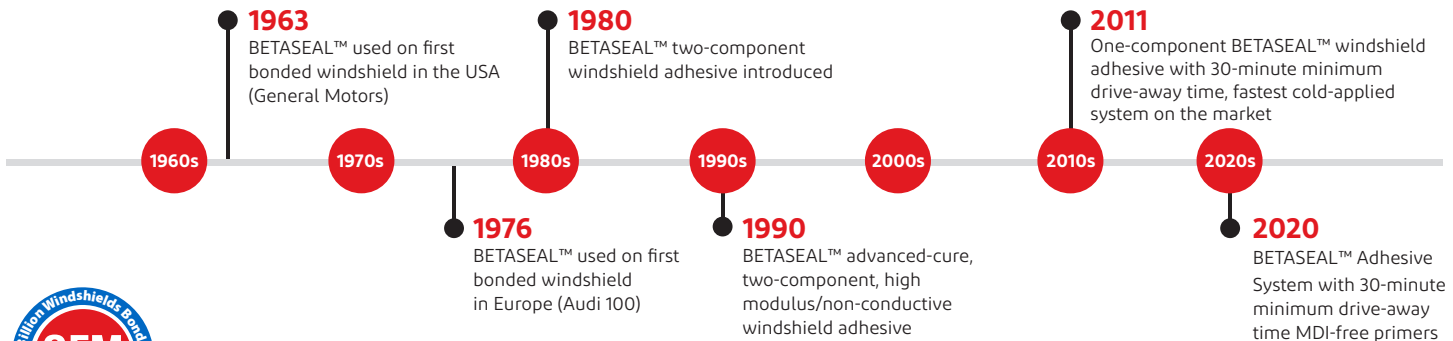 1963
BETASEAL™ used on first
bonded windshield in the USA
(General Motors)
1980
BETASEAL™ two-component
windshield adhesive introduced
2011
One-component BETASEAL™ windshield
adhesive with 30-minute minimum
drive-away time, fastest cold-applied
system on the market
1960s
1970s
1980s
1990s
2000s
2010s
2020s
1976
BETASEAL™ used on first
bonded windshield
in Europe (Audi 100)
1990
BETASEAL™ advanced-cure,
two-component, high
modulus/non-conductive
windshield adhesive
2020
BETASEAL™ Adhesive
System with 30-minute
minimum drive-away
time MDI-free primers
Windshields